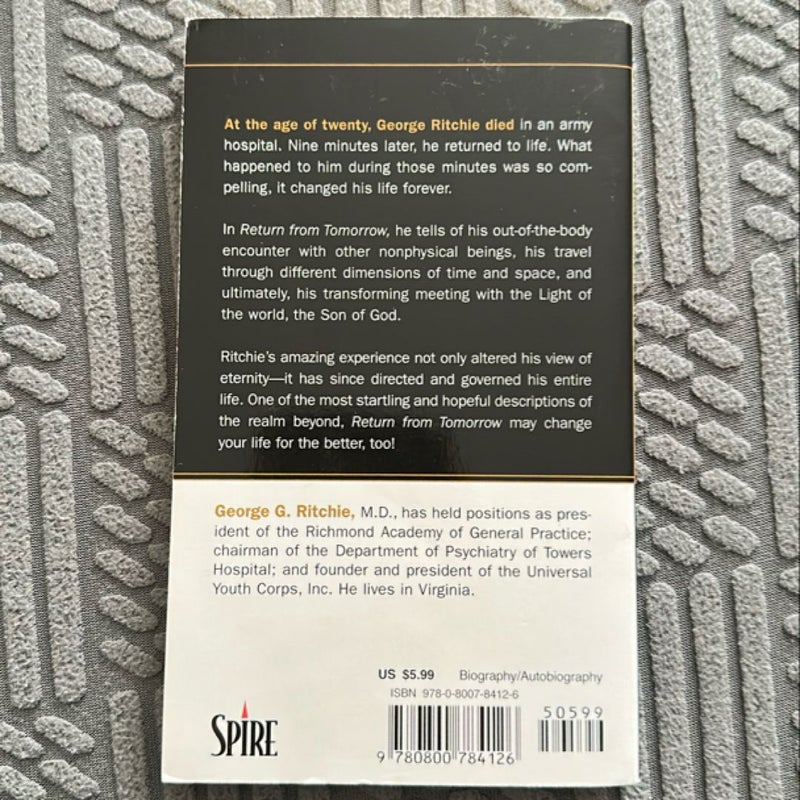 At the age of twenty, George Ritchie died in an army
hospital. Nine minutes later, he returned to life. What
happened to him during those minutes was so com-
pelling, it changed his life forever.
In Return from Tomorrow, he tells of his out-of-the-body
encounter with other nonphysical beings, his travel
through different dimensions of time and space, and
ultimately, his transforming meeting with the Light of
the world, the Son of God.
Ritchie's amazing experience not only altered his view of
eternity—it has since directed and governed his entire
life. One of the most startling and hopeful descriptions of
the realm beyond, Return from Tomorrow may change
your life for the better, too!
George G. Ritchie, M.D., has held positions as pres-
ident of the Richmond Academy of General Practice;
chairman of the Department of Psychiatry of Towers
Hospital; and founder and president of the Universal
Youth Corps, Inc. He lives in Virginia.
US $5.99 Biography/Autobiography
ISBN 978-0-8007-8412-6
50599
SPIRE
9 780800 784126